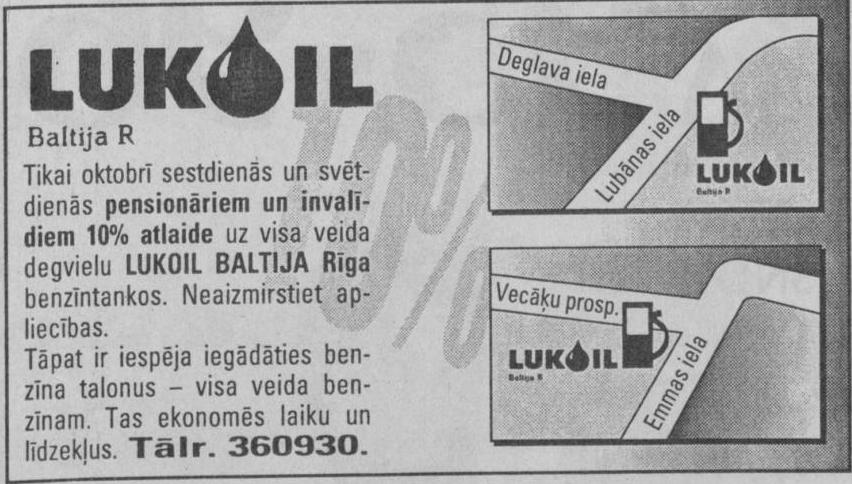 LUKOIL
Baltija R
Tikai oktobrī sestdienās un svēt-
dienās pensionāriem un invalī-
diem 10% atlaide uz visa veida
degvielu LUKOIL BALTIJA Rīga
benzīntankos. Neaizmirstiet ap-
liecības.
Tāpat ir iespēja iegādāties ben-
zīna talonus – visa veida ben-
zīnam. Tas ekonomēs laiku un
līdzekļus. Tālr. 360930.
10%
Deglava iela
Lubānas iela
LUKOIL
Baltija R
Vecāķu prosp.
LUKOIL
Baltija R
Emmas iela